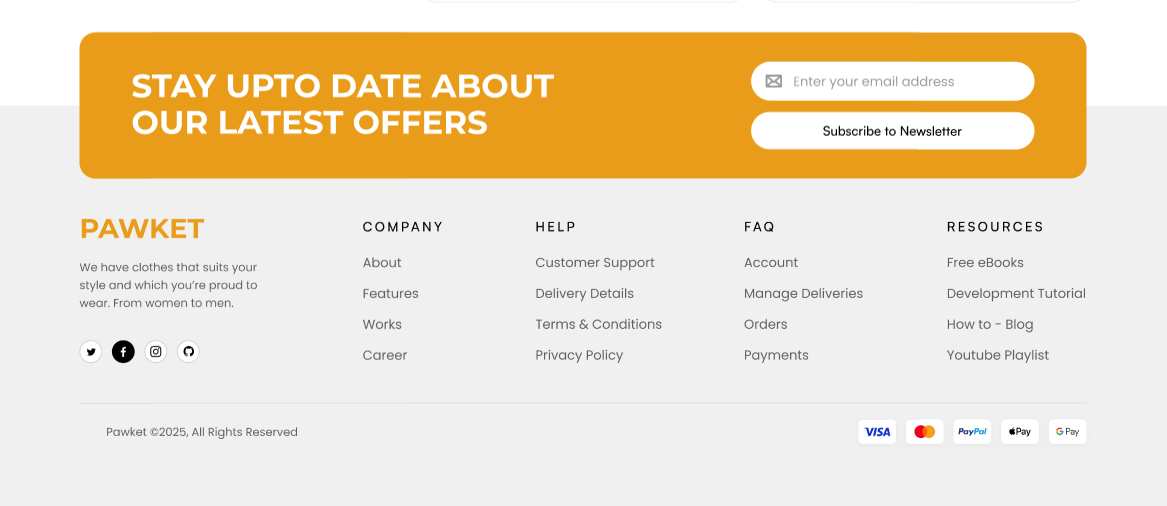 STAY UPTO DATE ABOUT
OUR LATEST OFFERS
Enter your email address
Subscribe to Newsletter
PAWKET
We have clothes that suits your
style and which you're proud to
wear. From women to men.
COMPANY
About
Features
Works
Career
HELP
Customer Support
Delivery Details
Terms & Conditions
Privacy Policy
FAQ
Account
Manage Deliveries
Orders
Payments
RESOURCES
Free eBooks
Development Tutorial
How to - Blog
Youtube Playlist
Pawket ©2025, All Rights Reserved
VISA
PayPal
Pay
G Pay